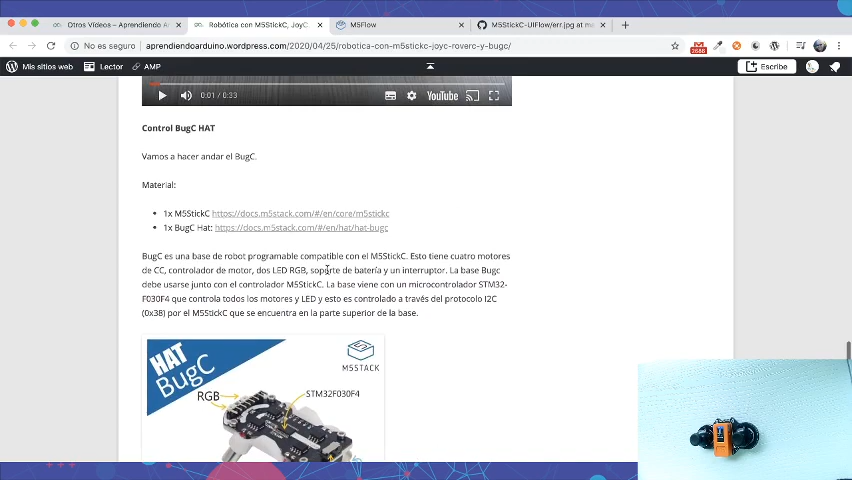 Otros Vídeos – Aprendiendo A
Robótica con M5StickC, JoyC
M5Flow
M5StickC-UIFlow/err.jpg at ma
No es seguro
aprendiendoarduino.wordpress.com/2020/04/25/robotica-con-m5stickc-joyc-roverc-y-bugc/
2688
Mis sitios web
Lector
AMP
Escribe
0:01 / 0:33
YouTube
Control BugC HAT
Vamos a hacer andar el BugC.
Material:
1x M5StickC https://docs.m5stack.com/#/en/core/m5stickc
1x BugC Hat: https://docs.m5stack.com/#/en/hat/hat-bugc
BugC es una base de robot programable compatible con el M5StickC. Esto tiene cuatro motores
de CC, controlador de motor, dos LED RGB, soporte de batería y un interruptor. La base Bugc
debe usarse junto con el controlador M5StickC. La base viene con un microcontrolador STM32-
F030F4 que controla todos los motores y LED y esto es controlado a través del protocolo I2C
(0x38) por el M5StickC que se encuentra en la parte superior de la base.
HAT
BugC
M5STACK
RGB
STM32F030F4